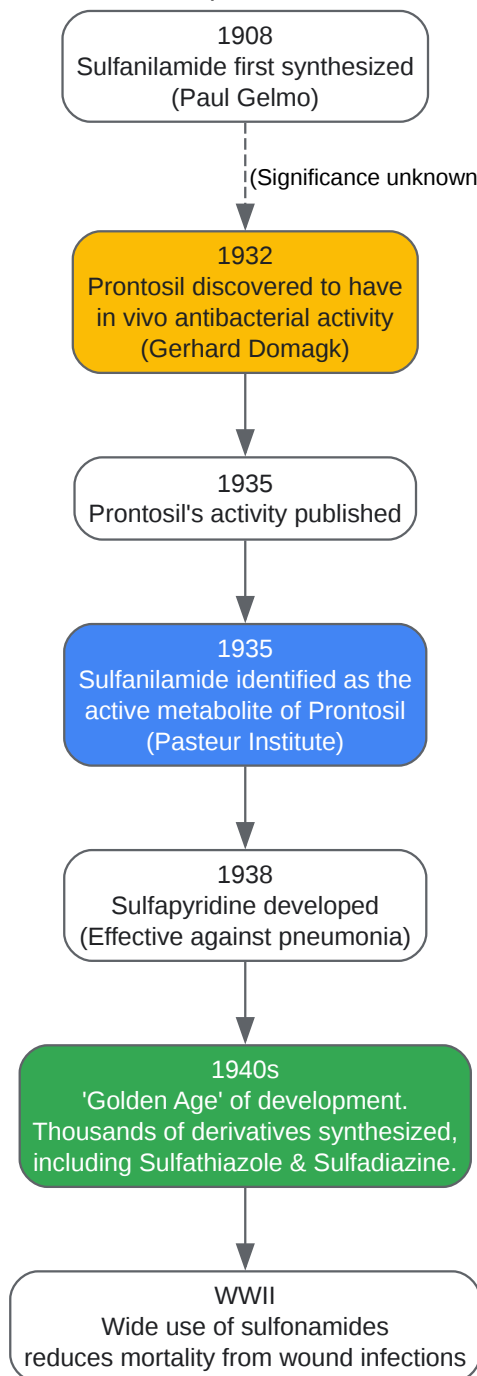 1908
Sulfanilamide first synthesized
(Paul Gelmo)
(Significance unknown
1932
Prontosil discovered to have
in vivo antibacterial activity
(Gerhard Domagk)
1935
Prontosil's activity published
1935
Sulfanilamide identified as the
active metabolite of Prontosil
(Pasteur Institute)
1938
Sulfapyridine developed
(Effective against pneumonia)
1940s
'Golden Age' of development.
Thousands of derivatives synthesized,
including Sulfathiazole & Sulfadiazine.
WWII
Wide use of sulfonamides
reduces mortality from wound infections